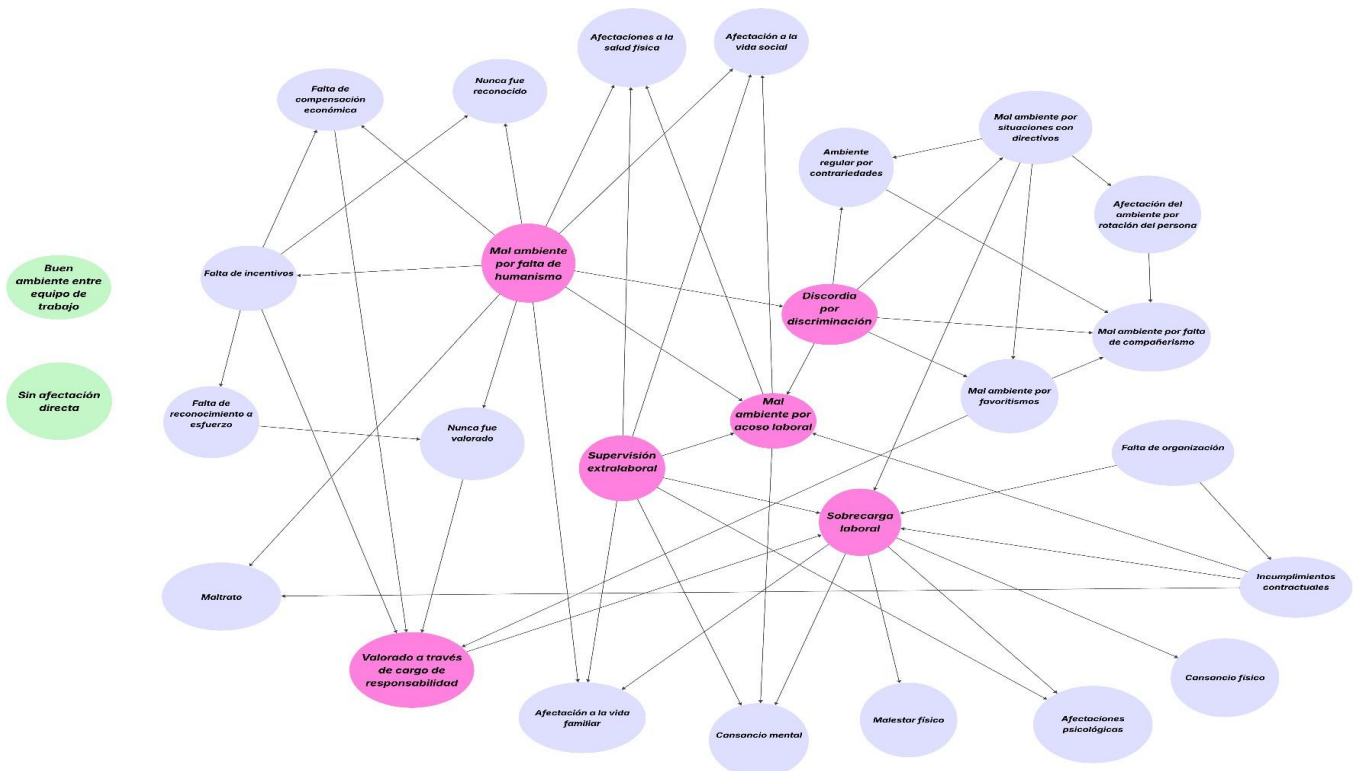 Afectaciones a la
salud física
Afectación a la
vida social
Falta de
compensación
económica
Nunca fue
reconocido
Mal ambiente por
situaciones con
directivos
Ambiente
regular por
contrariedades
Afectación del
ambiente por
rotación del persona
Mal ambiente
por falta de
humanismo
Falta de incentivos
Buen
ambiente entre
equipo de
trabajo
Discordia
por
discriminación
Mal ambiente por falta
de compañerismo
Sin afectación
directa
Falta de
reconocimiento a
esfuerzo
Nunca fue
valorado
Mal
ambiente por
acoso laboral
Mal ambiente por
favoritismos
Supervisión
extralaboral
Falta de organización
Sobrecarga
laboral
Incumplimientos
contractuales
Maltrato
Valorado a través
de cargo de
responsabilidad
Afectación a la vida
familiar
Cansancio mental
Malestar físico
Afectaciones
psicológicas
Cansancio físico